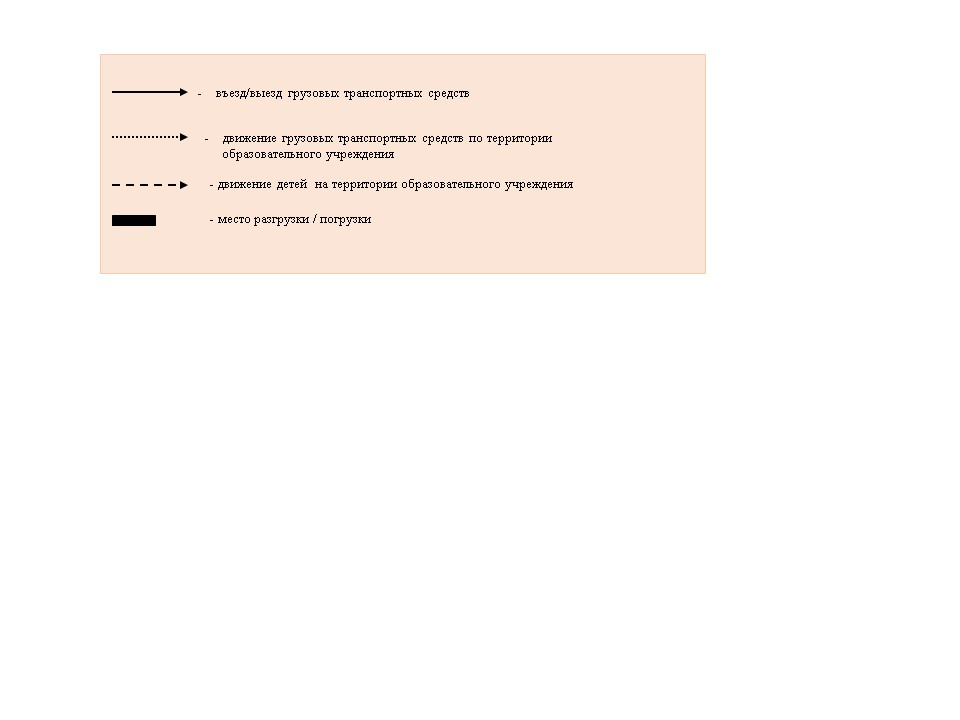 - въезд/выезд грузовых транспортных средств
- движение грузовых транспортных средств по территории
образовательного учреждения
- движение детей на территории образовательного учреждения
- место разгрузки / погрузки